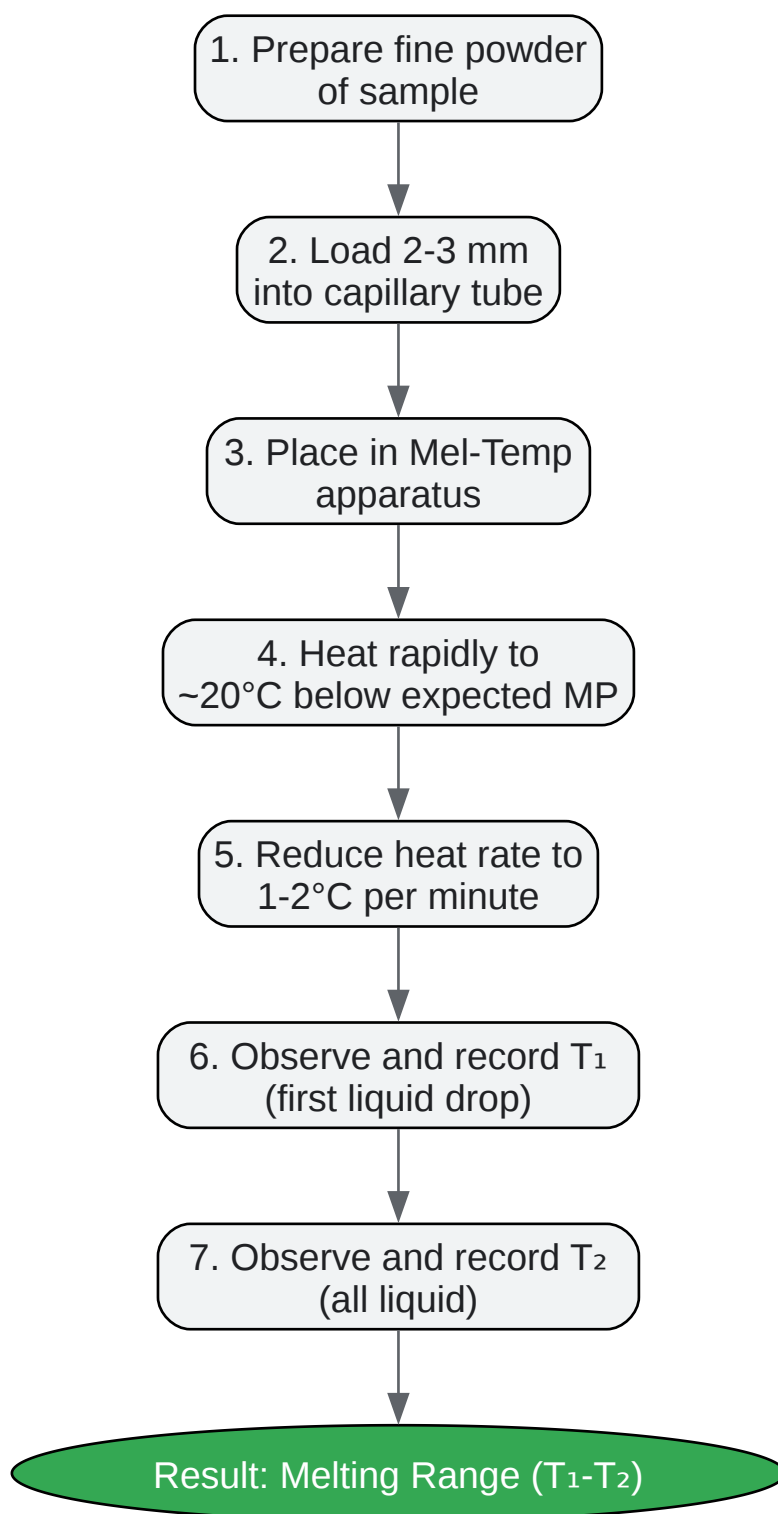 1. Prepare fine powder
of sample
2. Load 2-3 mm
into capillary tube
3. Place in Mel-Temp
apparatus
4. Heat rapidly to
~20°C below expected MP
5. Reduce heat rate to
1-2°C per minute
6. Observe and record T₁
(first liquid drop)
7. Observe and record T₂
(all liquid)
Result: Melting Range (T₁-T₂)